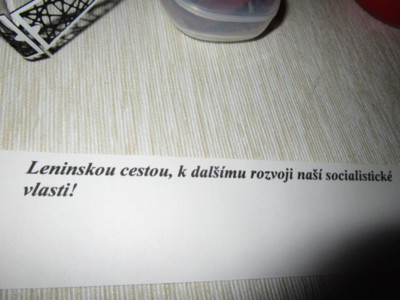 Leninskou cestou, k dalšímu rozvoji naší socialistické
vlasti!